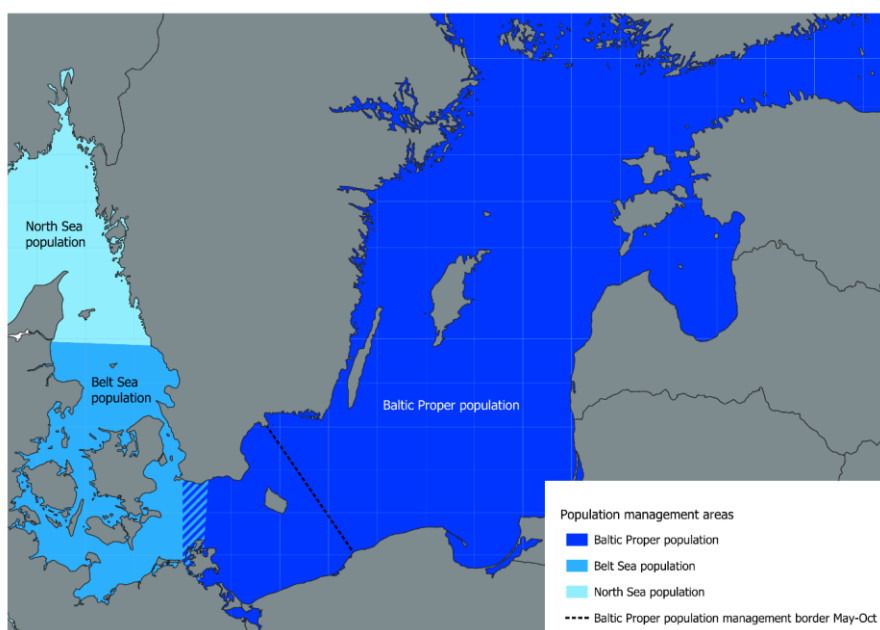 North Sea
population
Belt Sea
population
Baltic Proper population
Population management areas
Baltic Proper population
Belt Sea population
North Sea population
Baltic Proper population management border May-Oct